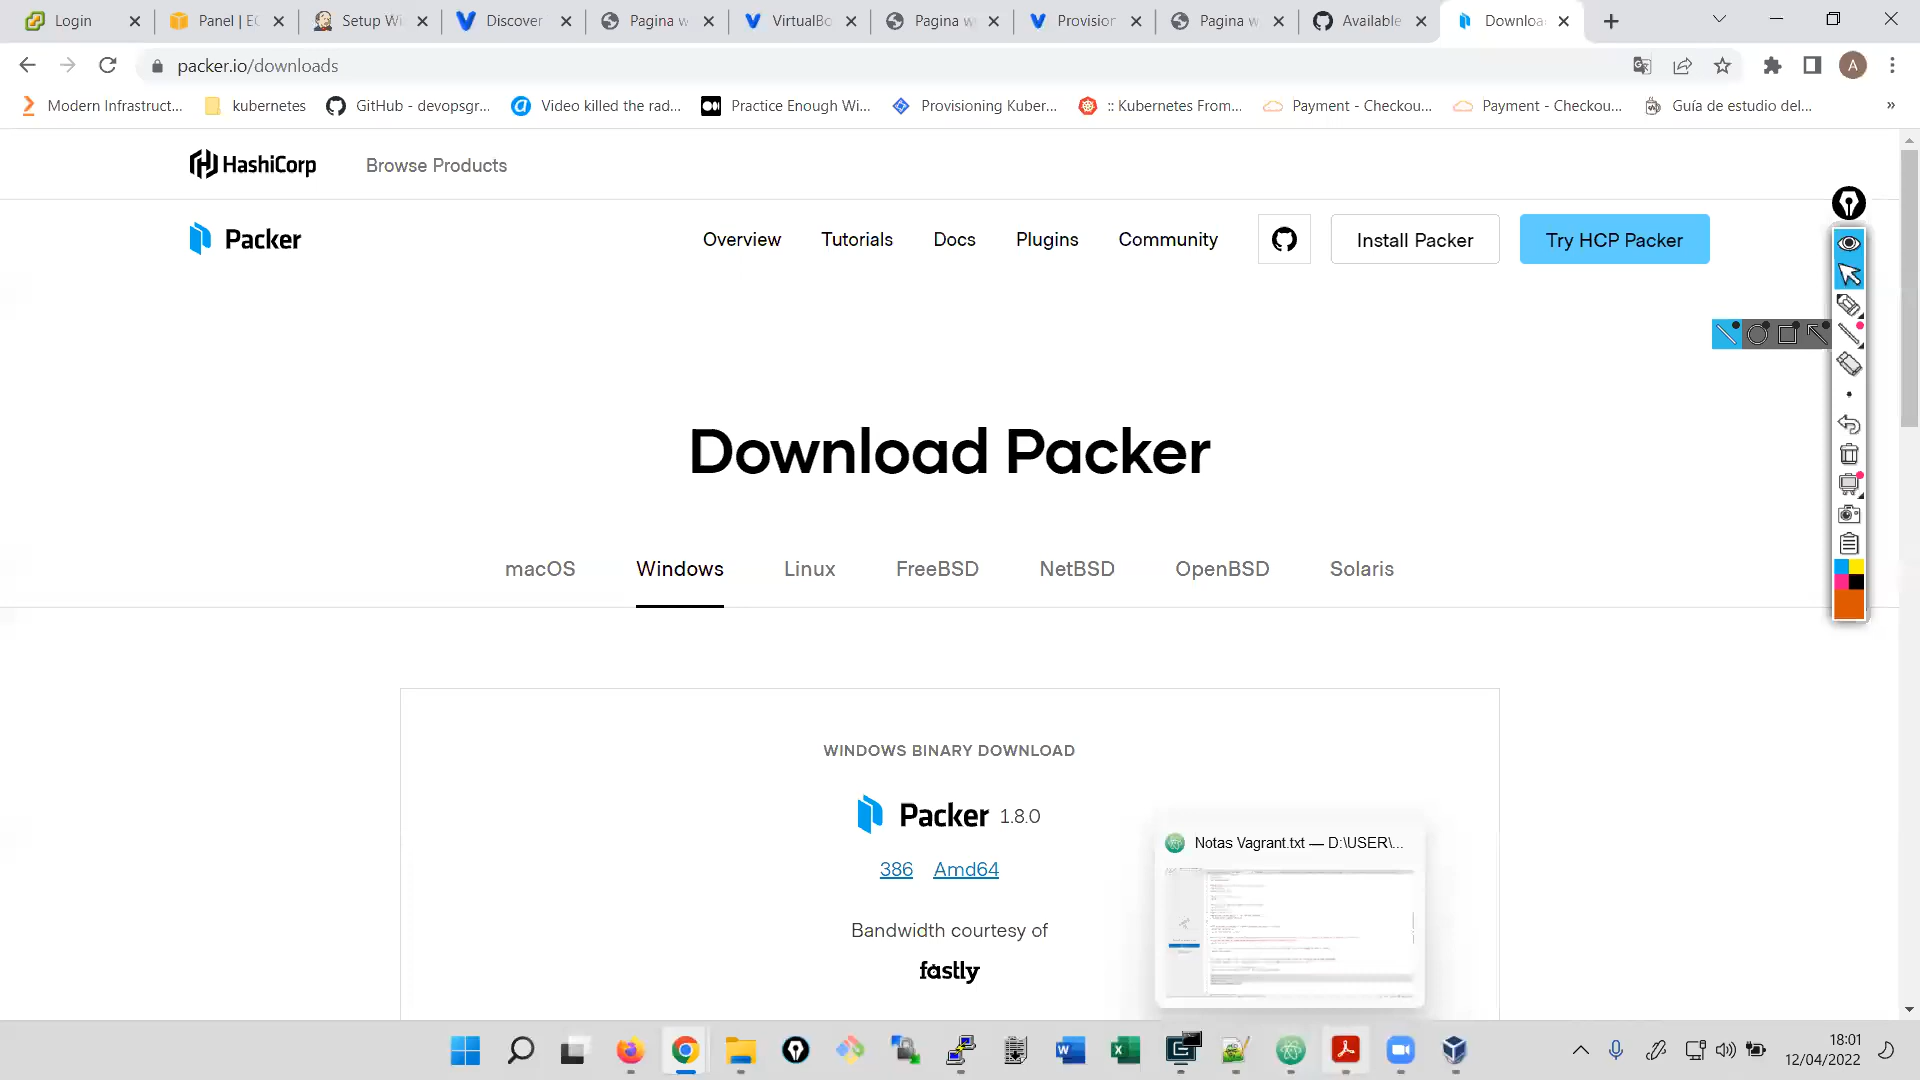 Login
Panel | EC
Setup Wi
Discover
Pagina w
VirtualBo
Pagina w
Provision
Pagina w
Available
Downloa
packer.io/downloads
A
Modern Infrastruct...
kubernetes
GitHub - devopsgr...
Video killed the rad...
Practice Enough Wi...
Provisioning Kuber...
:: Kubernetes From...
Payment - Checkou...
Payment - Checkou...
Guía de estudio del...
»
HashiCorp
Browse Products
Packer
Overview
Tutorials
Docs
Plugins
Community
Install Packer
Try HCP Packer
Download Packer
macOS
Windows
Linux
FreeBSD
NetBSD
OpenBSD
Solaris
WINDOWS BINARY DOWNLOAD
Packer 1.8.0
386 Amd64
Bandwidth courtesy of
fastly
Notas Vagrant.txt — D:\USER\...
18:01
12/04/2022